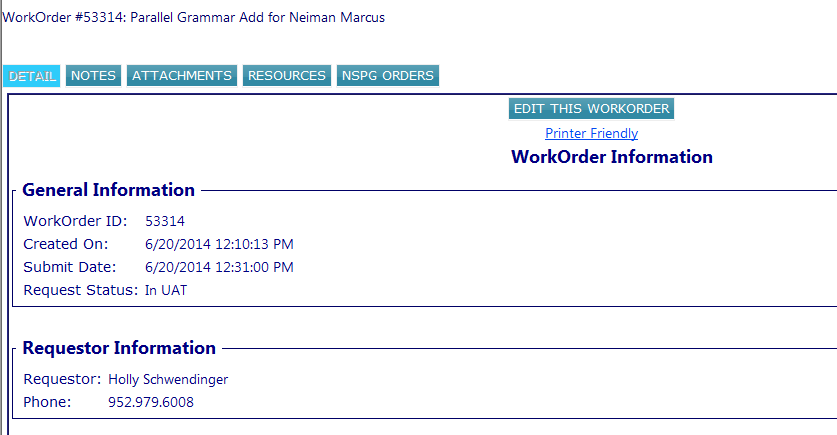 WorkOrder #53314: Parallel Grammar Add for Neiman Marcus
DETAIL NOTES ATTACHMENTS RESOURCES NSPG ORDERS
EDIT THIS WORKORDER
Printer Friendly
WorkOrder Information
General Information
WorkOrder ID: 53314
Created On: 6/20/2014 12:10:13 PM
Submit Date: 6/20/2014 12:31:00 PM
Request Status: In UAT
Requestor Information
Requestor: Holly Schwendinger
Phone: 952.979.6008